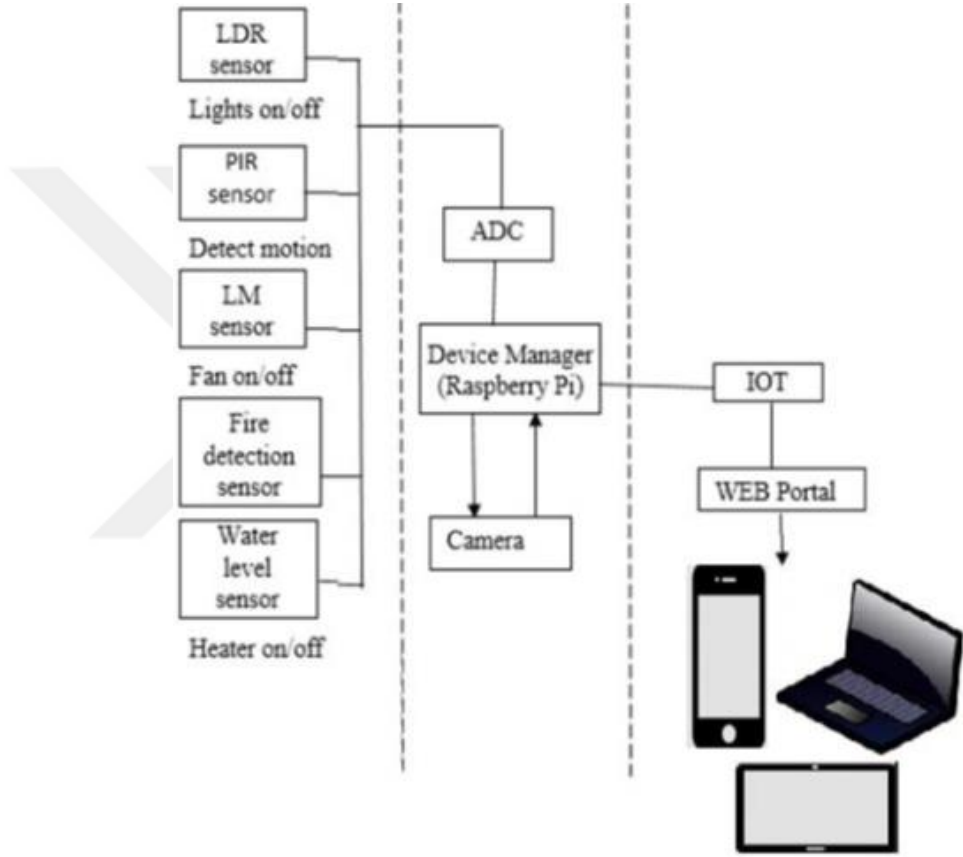 LDR
sensor
Lights on/off
PIR
sensor
Detect motion
LM
sensor
Fan on/off
Fire
detection
sensor
Water
level
sensor
Heater on/off
ADC
Device Manager
(Raspberry Pi)
Camera
IOT
WEB Portal